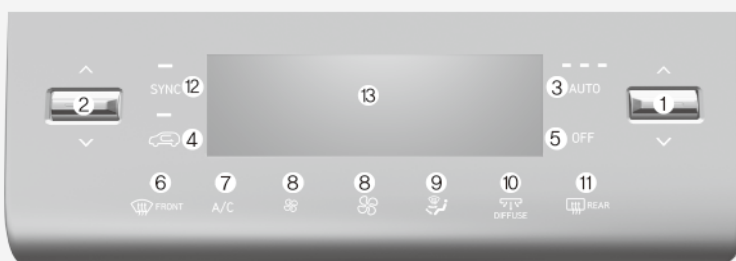 SYNC ⑫
⑬
③ AUTO
②
①
④
⑤ OFF
⑥ ⑦ ⑧ ⑧ ⑨ ⑩ ⑪
FRONT A/C DIFFUSE REAR